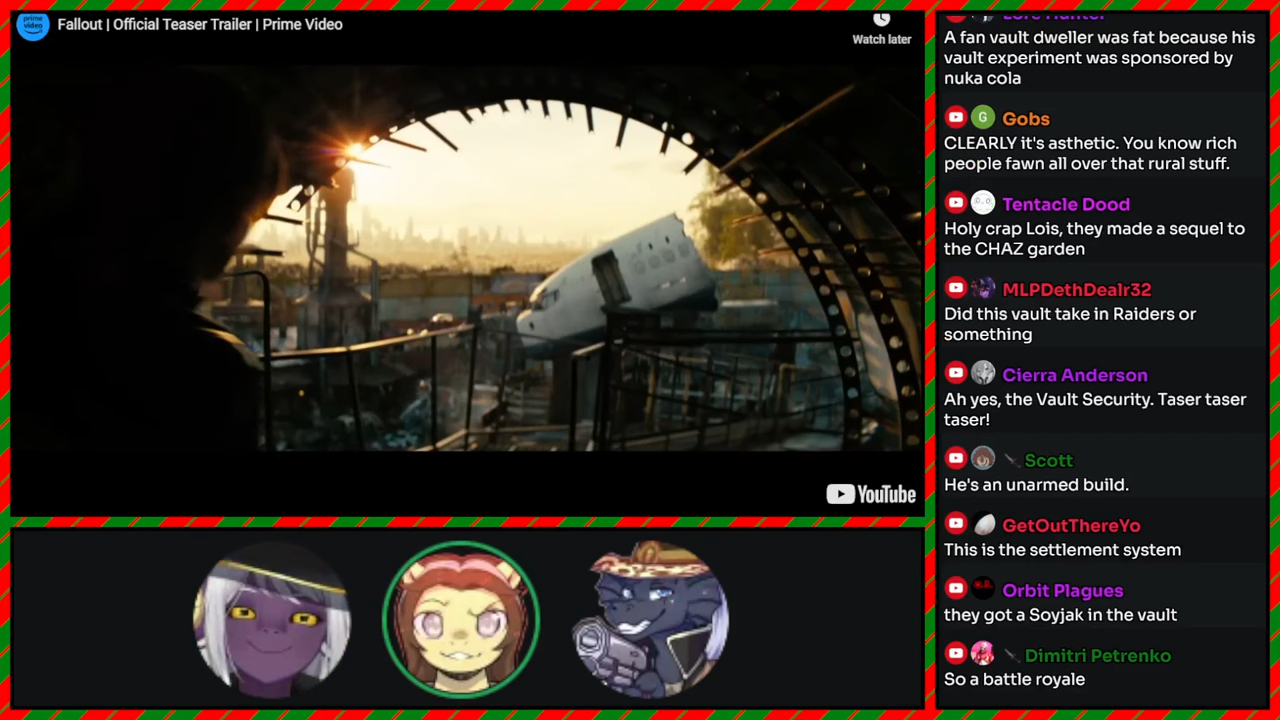 prime video
Fallout | Official Teaser Trailer | Prime Video
Watch later
YouTube
Lore Hunter
A fan vault dweller was fat because his
vault experiment was sponsored by
nuka cola
G
Gobs
CLEARLY it's asthetic. You know rich
people fawn all over that rural stuff.
Tentacle Dood
Holy crap Lois, they made a sequel to
the CHAZ garden
MLPDethDealr32
Did this vault take in Raiders or
something
Cierra Anderson
Ah yes, the Vault Security. Taser taser
taser!
Scott
He's an unarmed build.
GetOutThereYo
This is the settlement system
Orbit Plagues
they got a Soyjak in the vault
Dimitri Petrenko
So a battle royale